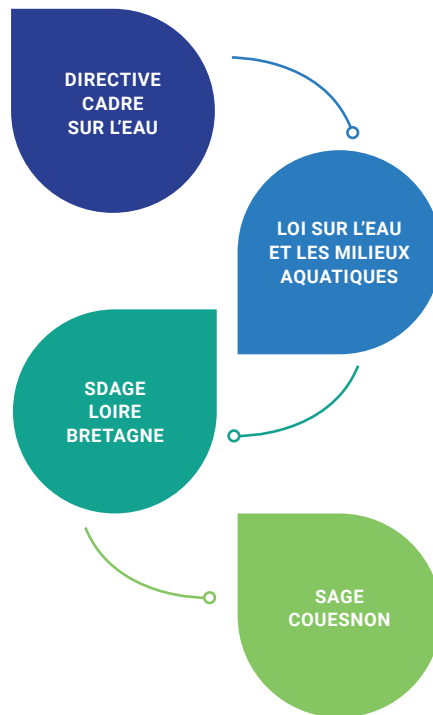 DIRECTIVE
CADRE
SUR L'EAU
LOI SUR L'EAU
ET LES MILIEUX
AQUATIQUES
SDAGE
LOIRE
BRETAGNE
SAGE
COUESNON